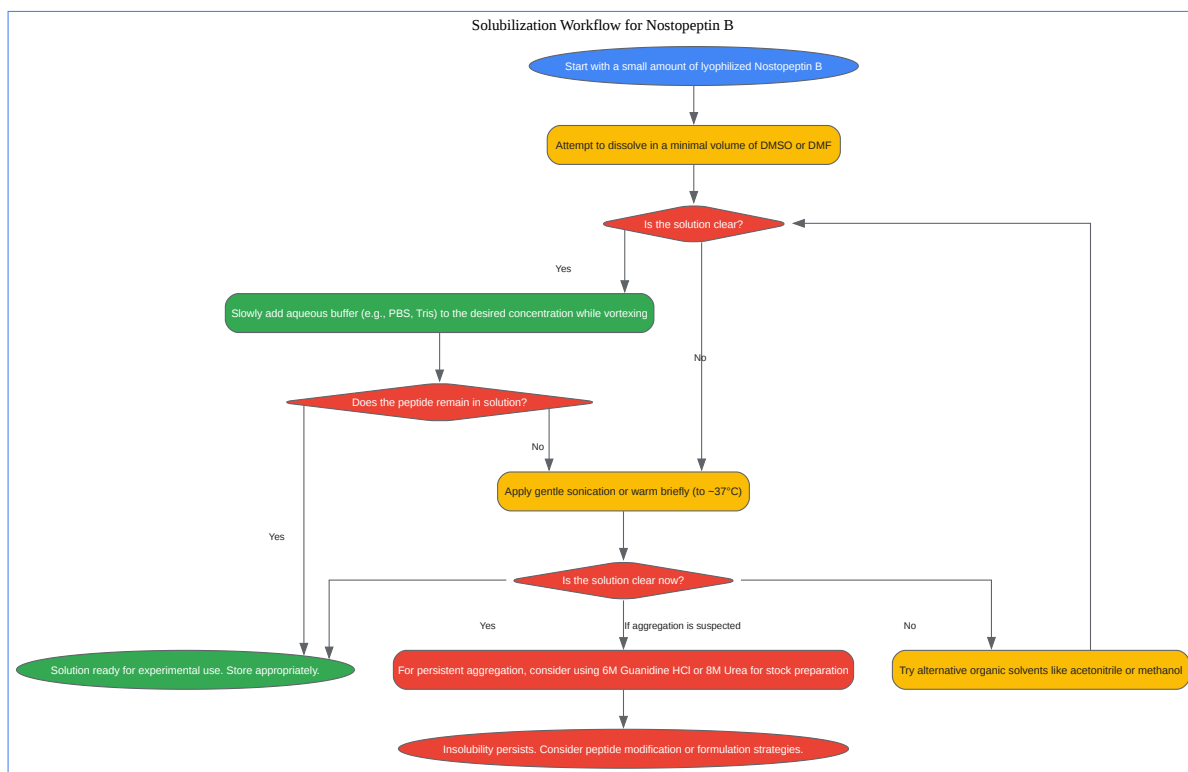 Solubilization Workflow for Nostopeptin B
Start with a small amount of lyophilized Nostopeptin B
Attempt to dissolve in a minimal volume of DMSO or DMF
Is the solution clear?
Yes
Slowly add aqueous buffer (e.g., PBS, Tris) to the desired concentration while vortexing
No
Does the peptide remain in solution?
No
Apply gentle sonication or warm briefly (to ~37°C)
Yes
Is the solution clear now?
Yes
If aggregation is suspected
No
Solution ready for experimental use. Store appropriately.
For persistent aggregation, consider using 6M Guanidine HCl or 8M Urea for stock preparation
Try alternative organic solvents like acetonitrile or methanol
Insolubility persists. Consider peptide modification or formulation strategies.